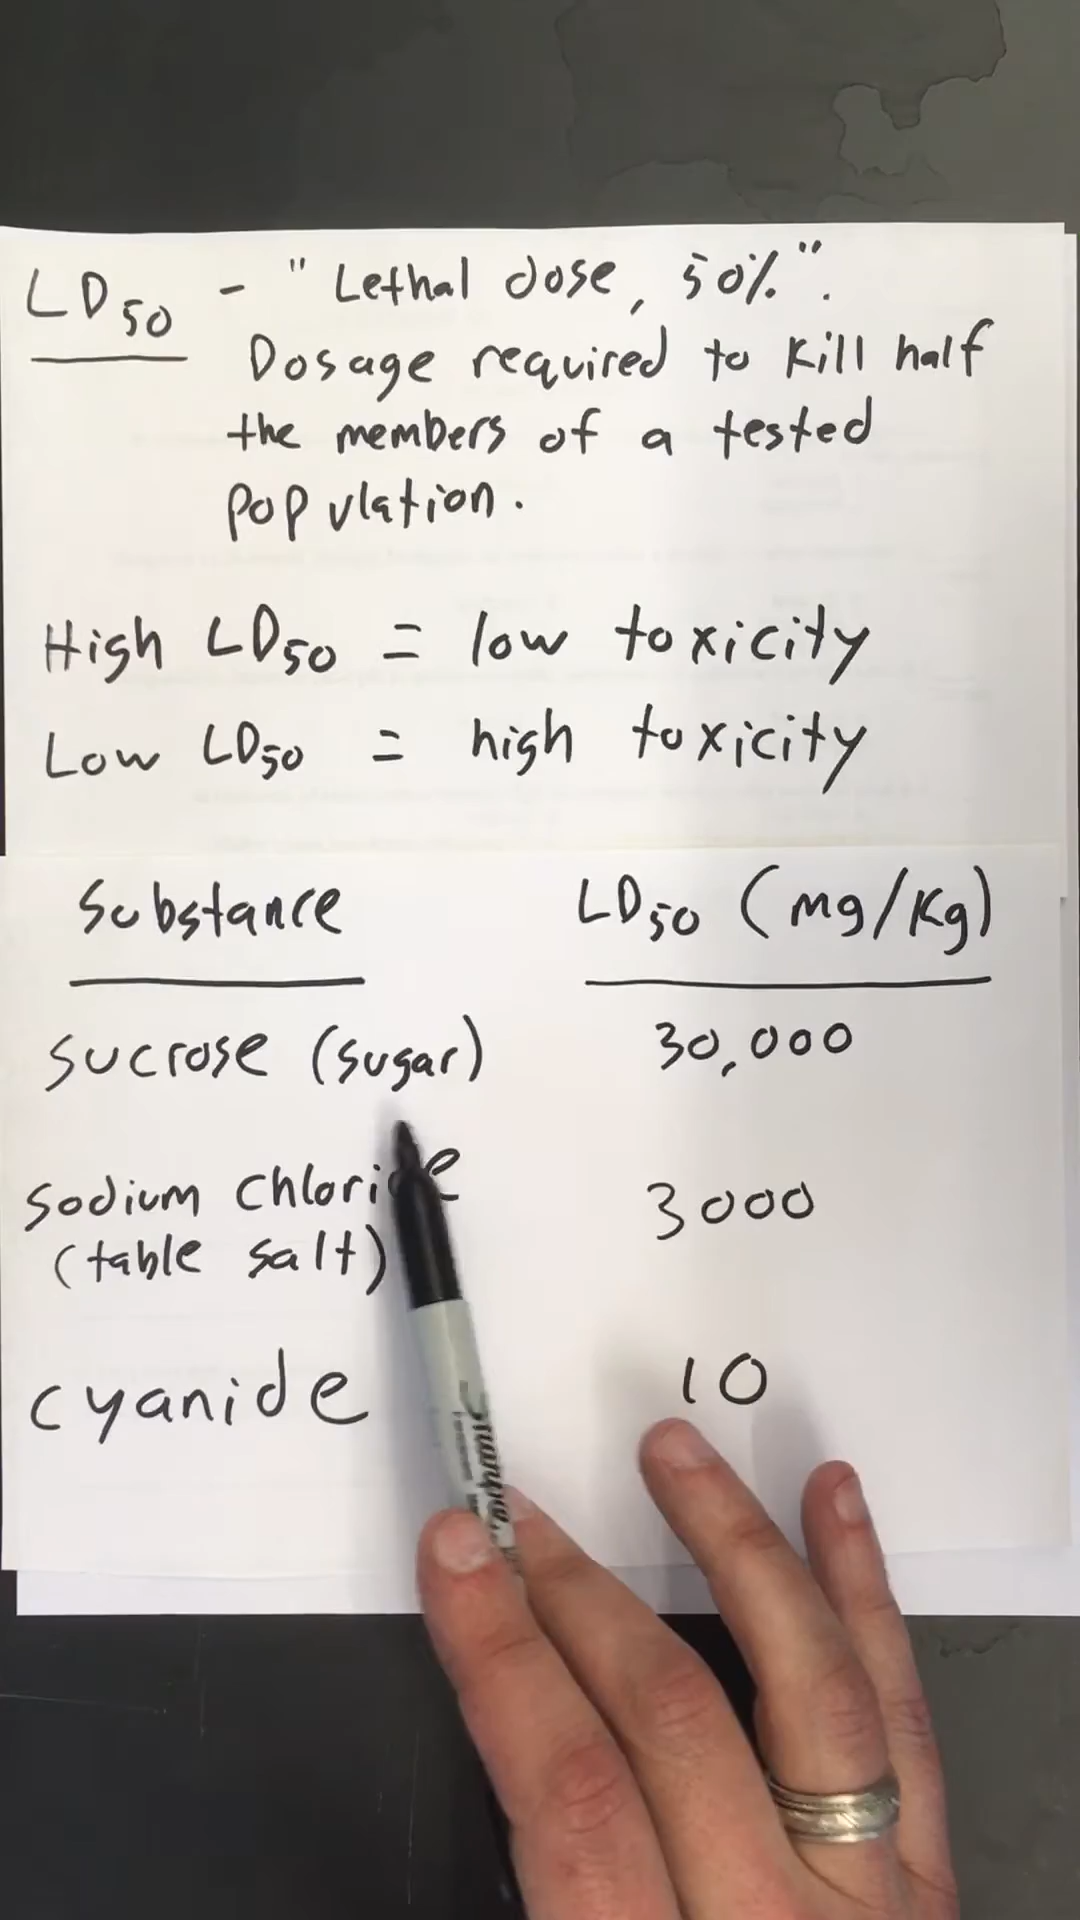 LD50 - "Lethal dose, 50%".
Dosage required to kill half
the members of a tested
population.
High LD50 = low toxicity
Low LD50 = high toxicity
Substance LD50 (mg/Kg)
sucrose (sugar) 30,000
sodium chloride 3000
(table salt)
cyanide 10
Sharpie